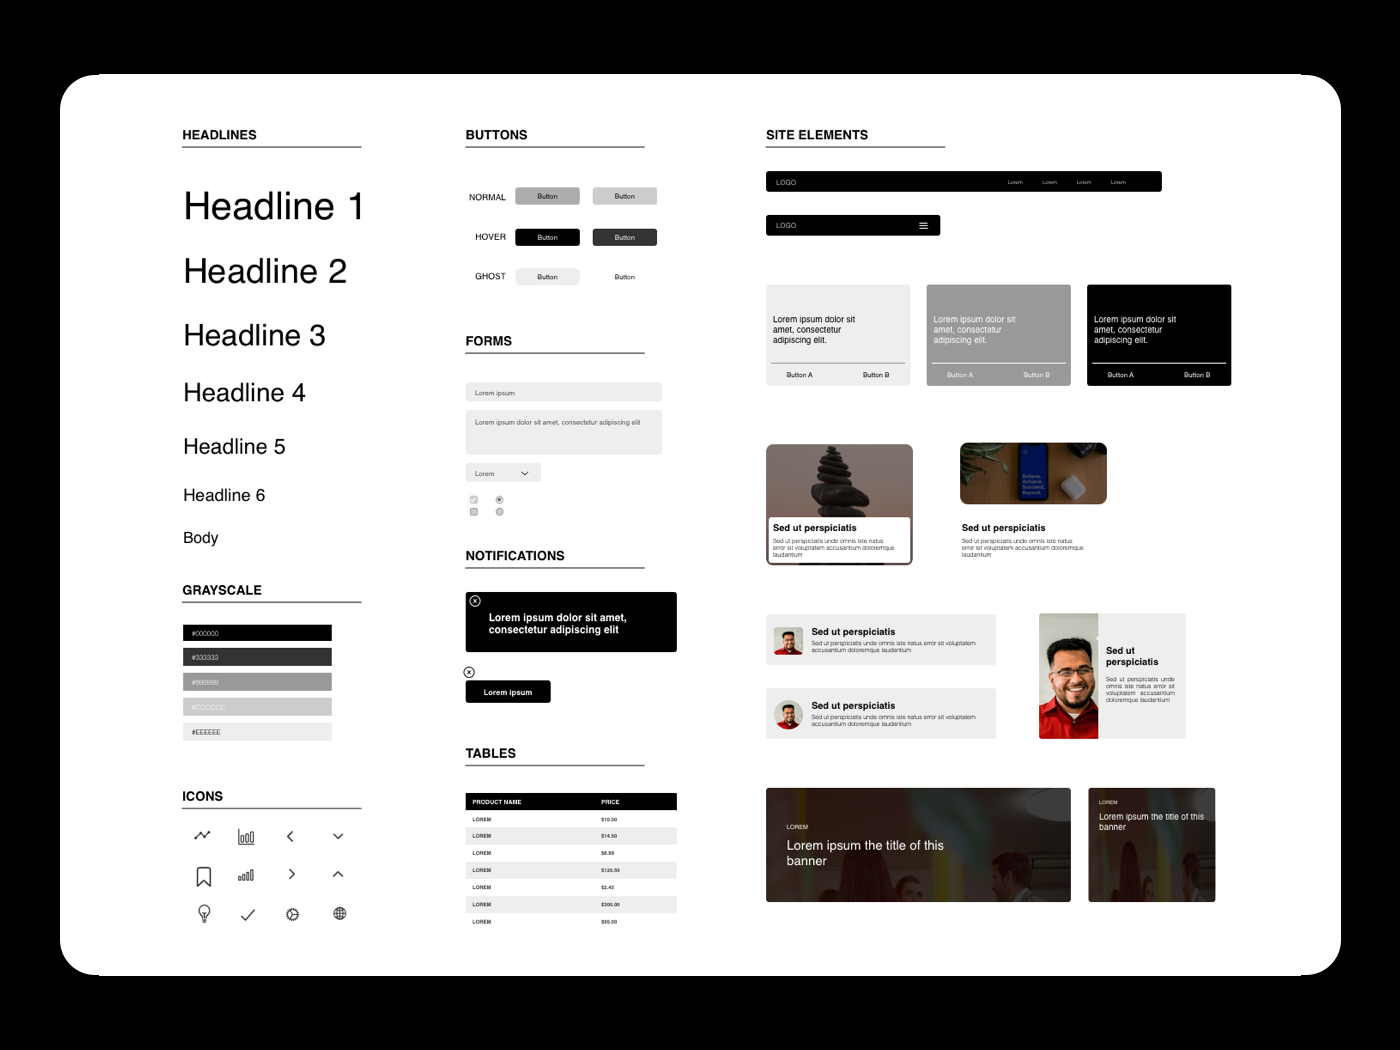 HEADLINES
Headline 1
Headline 2
Headline 3
Headline 4
Headline 5
Headline 6
Body
GRAYSCALE
#000000
#333333
#999999
#CCCCCC
#EEEEEE
ICONS
BUTTONS
NORMAL Button Button
HOVER Button Button
GHOST Button Button
FORMS
Lorem ipsum
Lorem ipsum dolor sit amet, consectetur adipiscing elit
Lorem
NOTIFICATIONS
Lorem ipsum dolor sit amet,
consectetur adipiscing elit
Lorem ipsum
TABLES
PRODUCT NAME PRICE
LOREM $10.00
LOREM $14.50
LOREM $8.99
LOREM $120.50
LOREM $2.45
LOREM $300.00
LOREM $95.00
SITE ELEMENTS
LOGO Lorem Lorem Lorem Lorem
LOGO
Lorem ipsum dolor sit
amet, consectetur
adipiscing elit.
Button A Button B
Lorem ipsum dolor sit
amet, consectetur
adipiscing elit.
Button A Button B
Lorem ipsum dolor sit
amet, consectetur
adipiscing elit.
Button A Button B
Sed ut perspiciatis
Sed ut perspiciatis unde omnis iste natus
error sit voluptatem accusantium doloremque
laudantium
Believe.
Achieve.
Succeed.
Repeat.
Sed ut perspiciatis
Sed ut perspiciatis unde omnis iste natus
error sit voluptatem accusantium doloremque
laudantium
Sed ut perspiciatis
Sed ut perspiciatis unde omnis iste natus error sit voluptatem
accusantium doloremque laudantium
Sed ut perspiciatis
Sed ut perspiciatis unde omnis iste natus error sit voluptatem
accusantium doloremque laudantium
Sed ut
perspiciatis
Sed ut perspiciatis unde
omnis iste natus error sit
voluptatem accusantium
doloremque laudantium
LOREM
Lorem ipsum the title of this
banner
LOREM
Lorem ipsum the title of this
banner